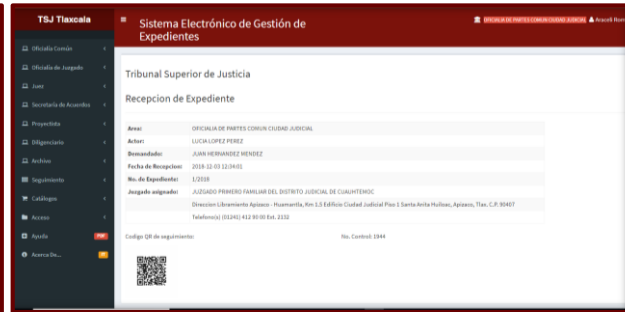 TSJ Tlaxcala
Sistema Electrónico de Gestión de
Expedientes
OFICIALIA DE PARTES COMUN CIUDAD JUDICIAL
Araceli
Oficialía Común
Oficialía de Juzgado
Juez
Secretaría de Acuerdos
Proyectista
Diligenciario
Archivo
Seguimiento
Catálogos
Acceso
Ayuda
PDF
Acerca De...
Tribunal Superior de Justicia
Recepcion de Expediente
Area: OFICIALIA DE PARTES COMUN CIUDAD JUDICIAL
Actor: LUCIA LOPEZ PEREZ
Demandado: JUAN HERNANDEZ MENDEZ
Fecha de Recepcion: 2018-12-03 12:34:01
No. de Expediente: 1/2018
Juzgado asignado: JUZGADO PRIMERO FAMILIAR DEL DISTRITO JUDICIAL DE CUAUHTEMOC
Direccion Libramiento Apizaco - Huamantla, Km 1.5 Edificio Ciudad Judicial Piso 1 Santa Anita Huiloac, Apizaco, Tlax. C.P. 90407
Telefono(s) (01241) 412 90 00 Ext. 2132
Codigo QR de seguimiento: No. Control: 1944